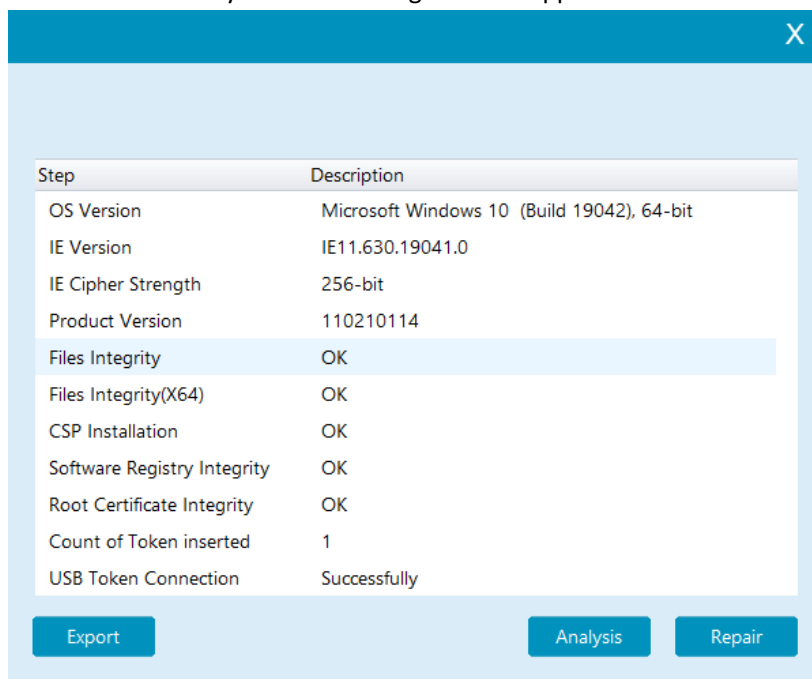 X
Step Description
OS Version Microsoft Windows 10 (Build 19042), 64-bit
IE Version IE11.630.19041.0
IE Cipher Strength 256-bit
Product Version 110210114
Files Integrity OK
Files Integrity(X64) OK
CSP Installation OK
Software Registry Integrity OK
Root Certificate Integrity OK
Count of Token inserted 1
USB Token Connection Successfully
Export Analysis Repair